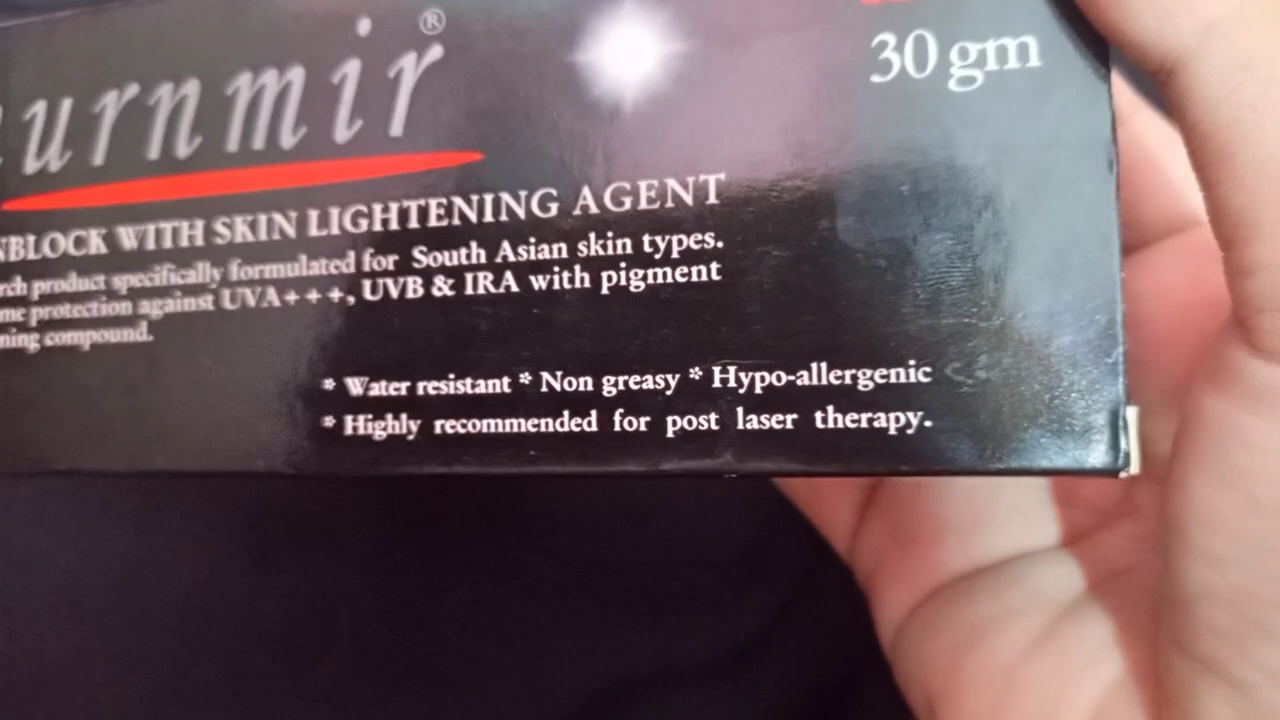 urnmir®
30 gm
NBLOCK WITH SKIN LIGHTENING AGENT
rch product specifically formulated for South Asian skin types.
me protection against UVA+++, UVB & IRA with pigment
ning compound.
* Water resistant * Non greasy * Hypo-allergenic
* Highly recommended for post laser therapy.